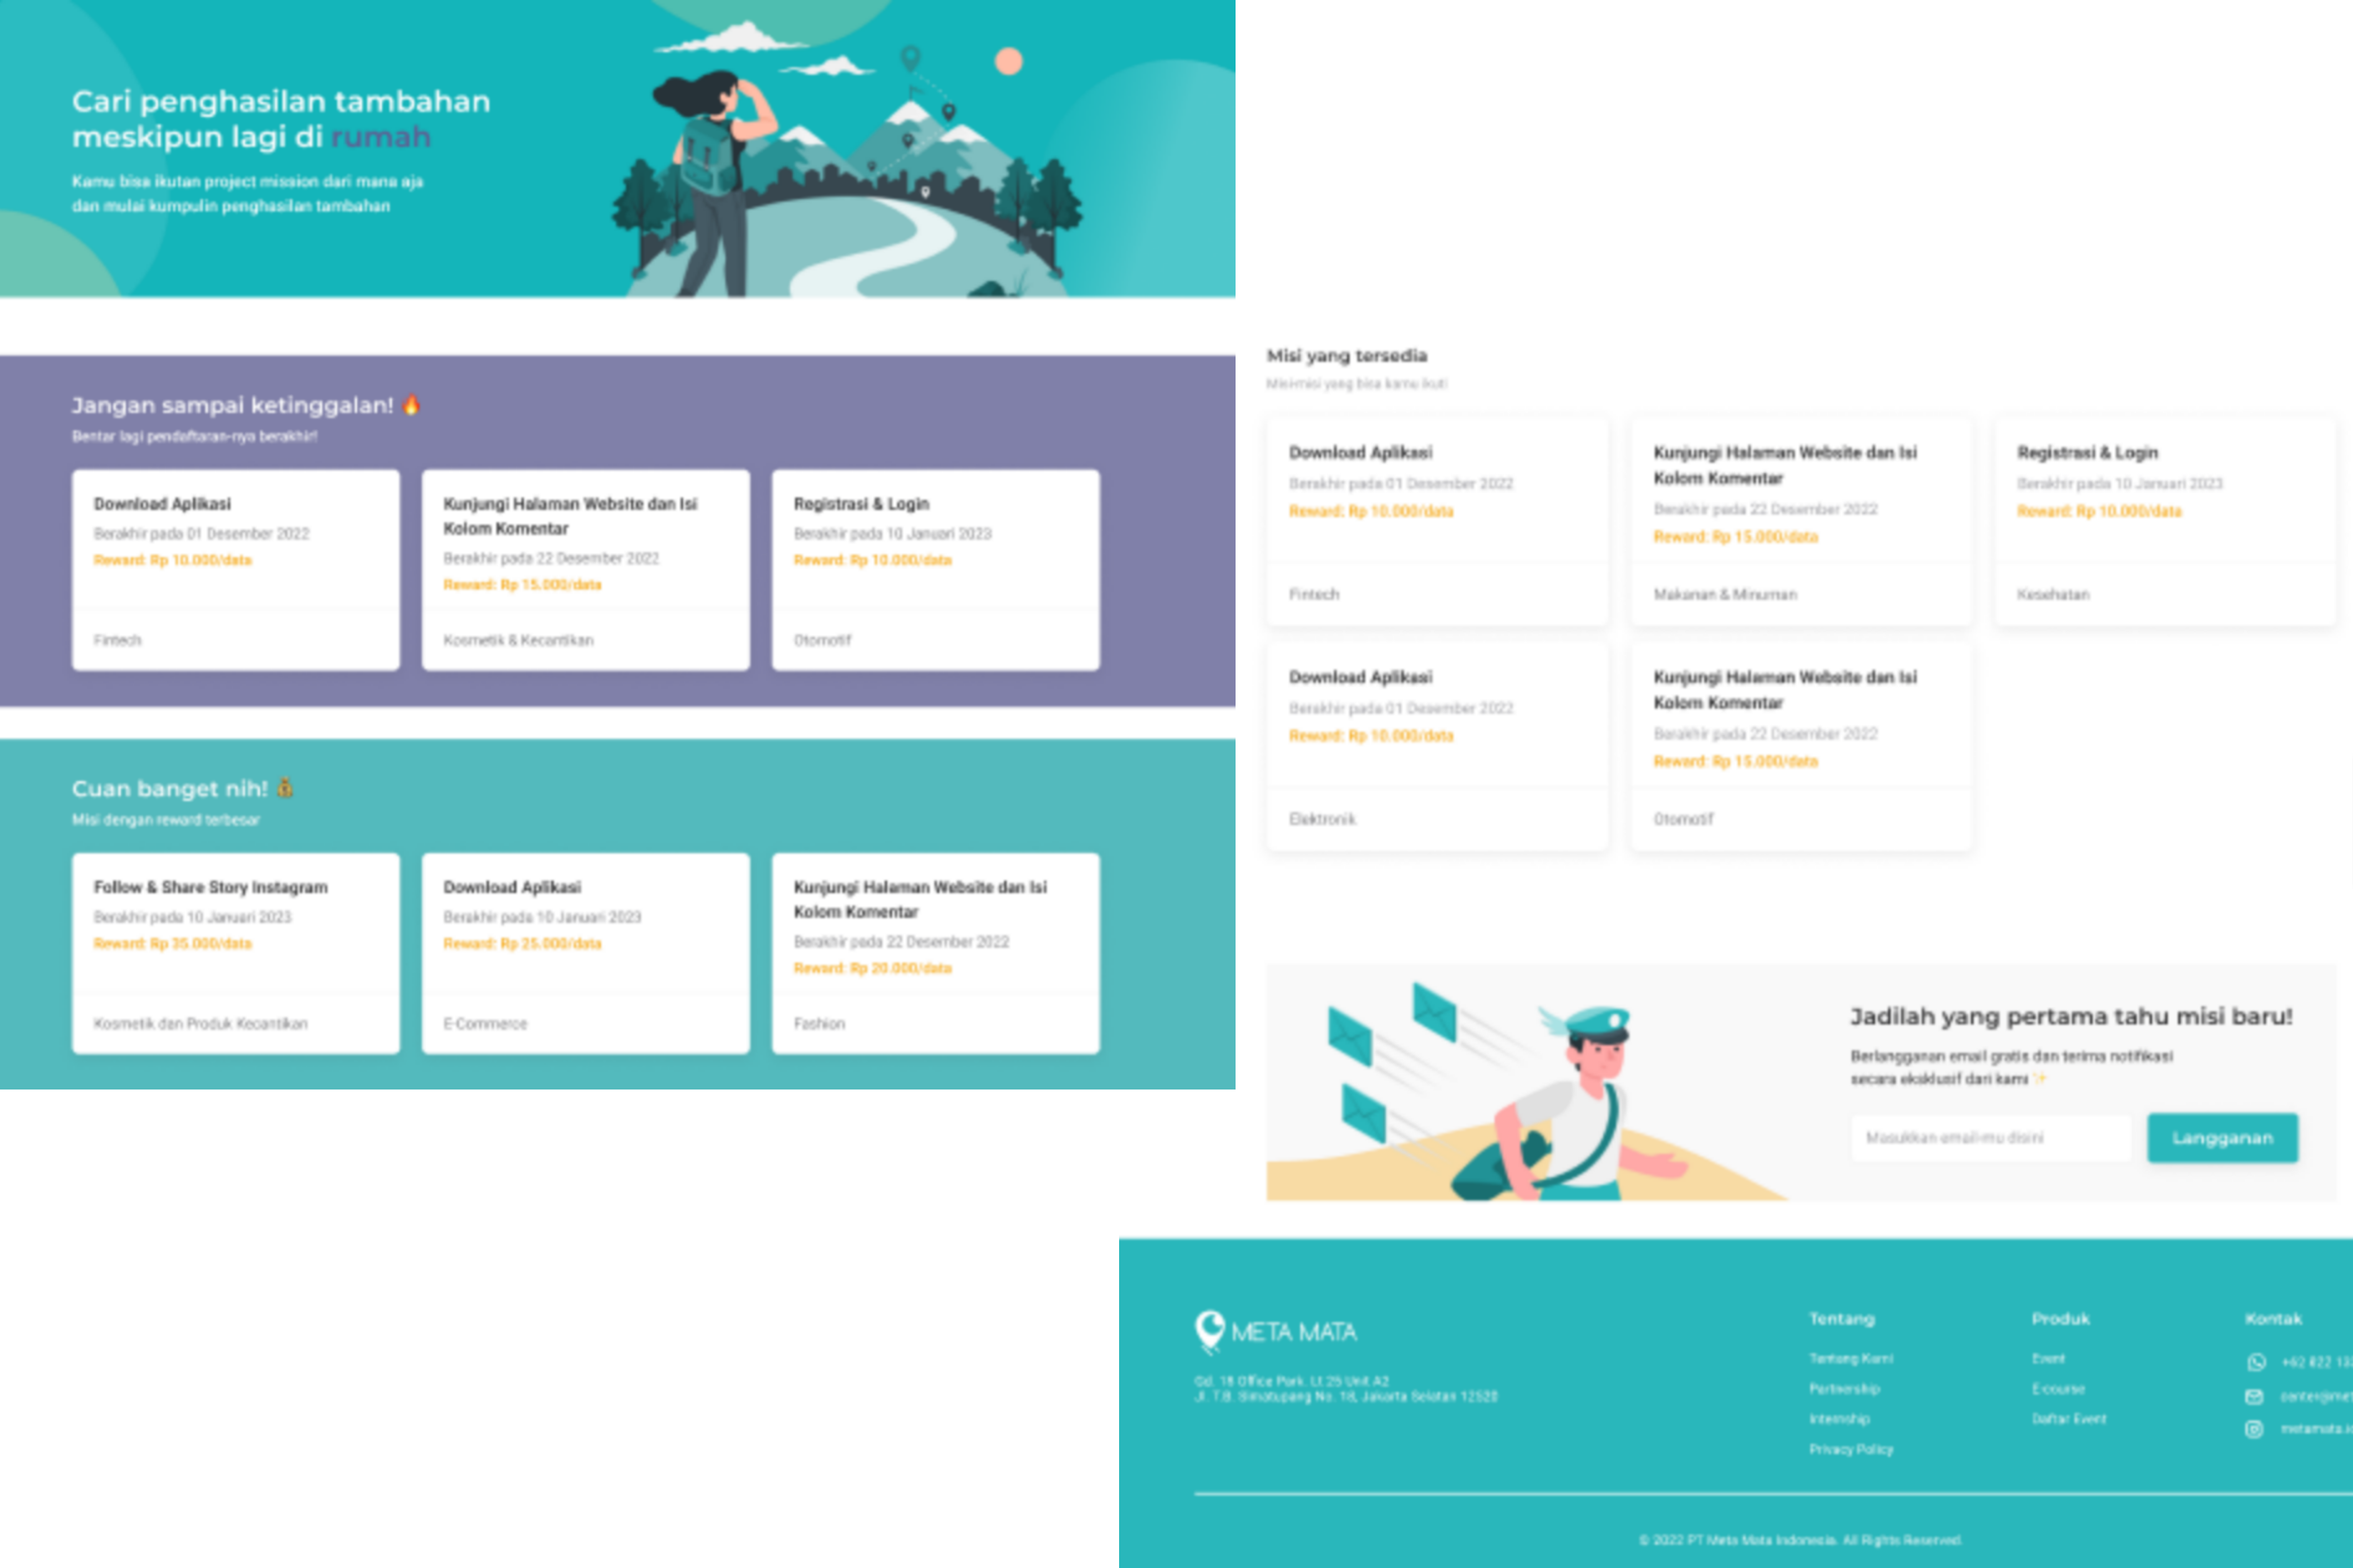 Cari penghasilan tambahan
meskipun lagi di rumah
Kamu bisa ikutan project mission dari mana aja
dan mulai kumpulin penghasilan tambahan
Jangan sampai ketinggalan! 🔥
Bentar lagi pendaftaran-nya berakhir!
Download Aplikasi
Berakhir pada 01 Desember 2022
Reward: Rp 10.000/data
Fintech
Kunjungi Halaman Website dan Isi
Kolom Komentar
Berakhir pada 22 Desember 2022
Reward: Rp 15.000/data
Kosmetik & Kecantikan
Registrasi & Login
Berakhir pada 10 Januari 2023
Reward: Rp 10.000/data
Otomotif
Cuan banget nih! 💰
Misi dengan reward terbesar
Follow & Share Story Instagram
Berakhir pada 10 Januari 2023
Reward: Rp 35.000/data
Kosmetik dan Produk Kecantikan
Download Aplikasi
Berakhir pada 10 Januari 2023
Reward: Rp 25.000/data
E-Commerce
Kunjungi Halaman Website dan Isi
Kolom Komentar
Berakhir pada 22 Desember 2022
Reward: Rp 20.000/data
Fashion
Misi yang tersedia
Misi-misi yang bisa kamu ikuti
Download Aplikasi
Berakhir pada 01 Desember 2022
Reward: Rp 10.000/data
Fintech
Kunjungi Halaman Website dan Isi
Kolom Komentar
Berakhir pada 22 Desember 2022
Reward: Rp 15.000/data
Makanan & Minuman
Registrasi & Login
Berakhir pada 10 Januari 2023
Reward: Rp 10.000/data
Kesehatan
Download Aplikasi
Berakhir pada 01 Desember 2022
Reward: Rp 10.000/data
Elektronik
Kunjungi Halaman Website dan Isi
Kolom Komentar
Berakhir pada 22 Desember 2022
Reward: Rp 15.000/data
Otomotif
Jadilah yang pertama tahu misi baru!
Berlangganan email gratis dan terima notifikasi
secara eksklusif dari kami ✨
Masukkan email-mu disini
Langganan
META MATA
Gd. 18 Office Park. Lt 25 Unit A2
Jl. T.B. Simatupang No. 18, Jakarta Selatan 12520
Tentang
Tentang Kami
Partnership
Internship
Privacy Policy
Produk
Event
E-course
Daftar Event
Kontak
+62 822
© 2022 PT Meta Mata Indonesia. All Rights Reserved.